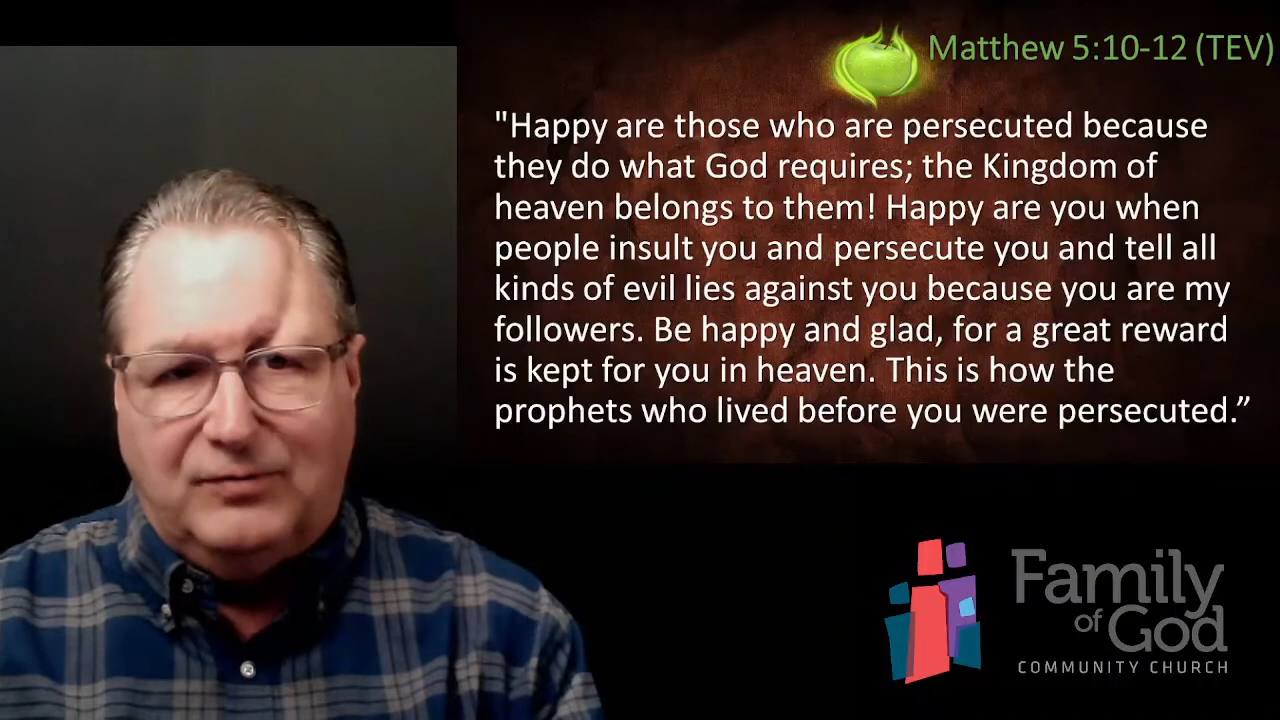 Matthew 5:10-12 (TEV)
"Happy are those who are persecuted because
they do what God requires; the Kingdom of
heaven belongs to them! Happy are you when
people insult you and persecute you and tell all
kinds of evil lies against you because you are my
followers. Be happy and glad, for a great reward
is kept for you in heaven. This is how the
prophets who lived before you were persecuted.”
Family
of God
COMMUNITY CHURCH